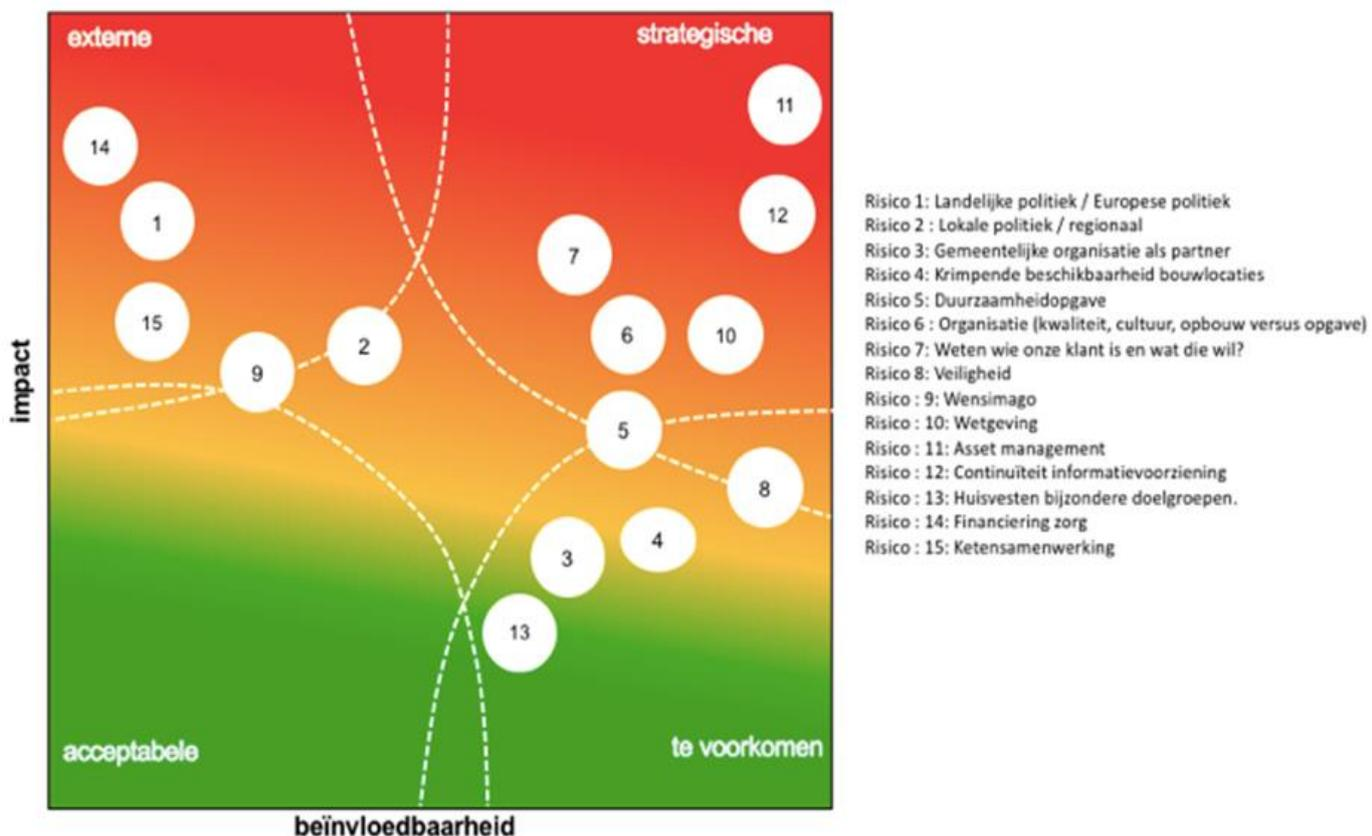 externe
strategische
11
14
12
1
7
15
6
10
2
9
5
8
4
3
13
acceptabele
te voorkomen
impact
beïnvloedbaarheid
Risico 1: Landelijke politiek / Europese politiek
Risico 2 : Lokale politiek / regionaal
Risico 3: Gemeentelijke organisatie als partner
Risico 4: Krimpende beschikbaarheid bouwlocaties
Risico 5: Duurzaamheidopgave
Risico 6 : Organisatie (kwaliteit, cultuur, opbouw versus opgave)
Risico 7: Weten wie onze klant is en wat die wil?
Risico 8: Veiligheid
Risico : 9: Wensimago
Risico : 10: Wetgeving
Risico : 11: Asset management
Risico : 12: Continuïteit informatievoorziening
Risico : 13: Huisvesten bijzondere doelgroepen.
Risico : 14: Financiering zorg
Risico : 15: Ketensamenwerking